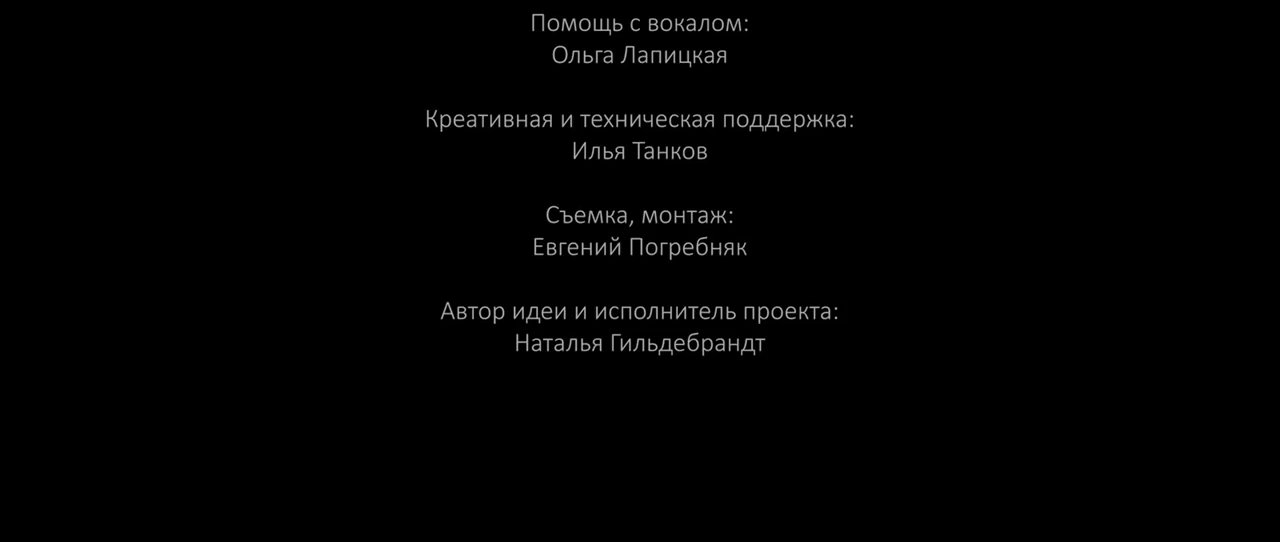 Помощь с вокалом:
Ольга Лапицкая
Креативная и техническая поддержка:
Илья Танков
Съемка, монтаж:
Евгений Погребняк
Автор идеи и исполнитель проекта:
Наталья Гильдебрандт